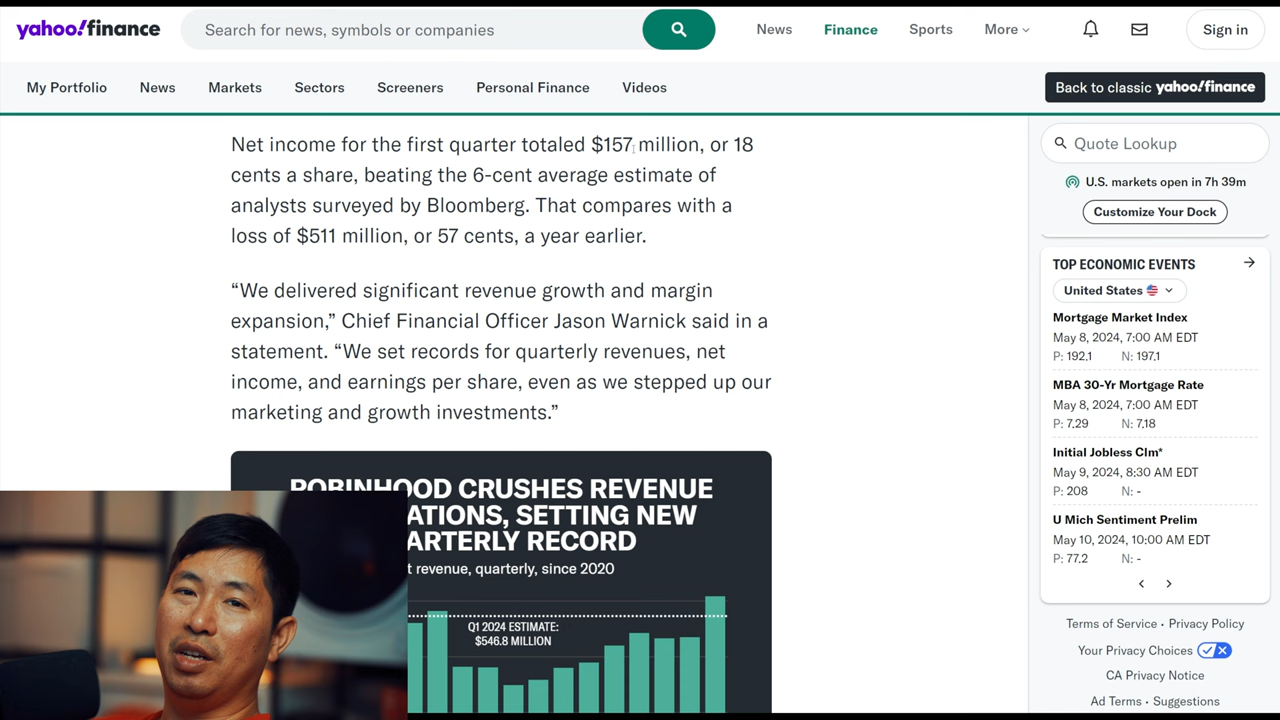 yahoo!finance
Search for news, symbols or companies
News
Finance
Sports
More
Sign in
My Portfolio
News
Markets
Sectors
Screeners
Personal Finance
Videos
Back to classic yahoo!finance
Net income for the first quarter totaled $157 million, or 18
cents a share, beating the 6-cent average estimate of
analysts surveyed by Bloomberg. That compares with a
loss of $511 million, or 57 cents, a year earlier.
“We delivered significant revenue growth and margin
expansion,” Chief Financial Officer Jason Warnick said in a
statement. “We set records for quarterly revenues, net
income, and earnings per share, even as we stepped up our
marketing and growth investments.”
ROBINHOOD CRUSHES REVENUE
ATIONS, SETTING NEW
ARTERLY RECORD
t revenue, quarterly, since 2020
Q1 2024 ESTIMATE:
$546.8 MILLION
Quote Lookup
U.S. markets open in 7h 39m
Customize Your Dock
TOP ECONOMIC EVENTS
United States
Mortgage Market Index
May 8, 2024, 7:00 AM EDT
P: 192.1 N: 197.1
MBA 30-Yr Mortgage Rate
May 8, 2024, 7:00 AM EDT
P: 7.29 N: 7.18
Initial Jobless Clm*
May 9, 2024, 8:30 AM EDT
P: 208 N: -
U Mich Sentiment Prelim
May 10, 2024, 10:00 AM EDT
P: 77.2 N: -
Terms of Service • Privacy Policy
Your Privacy Choices
CA Privacy Notice
Ad Terms • Suggestions